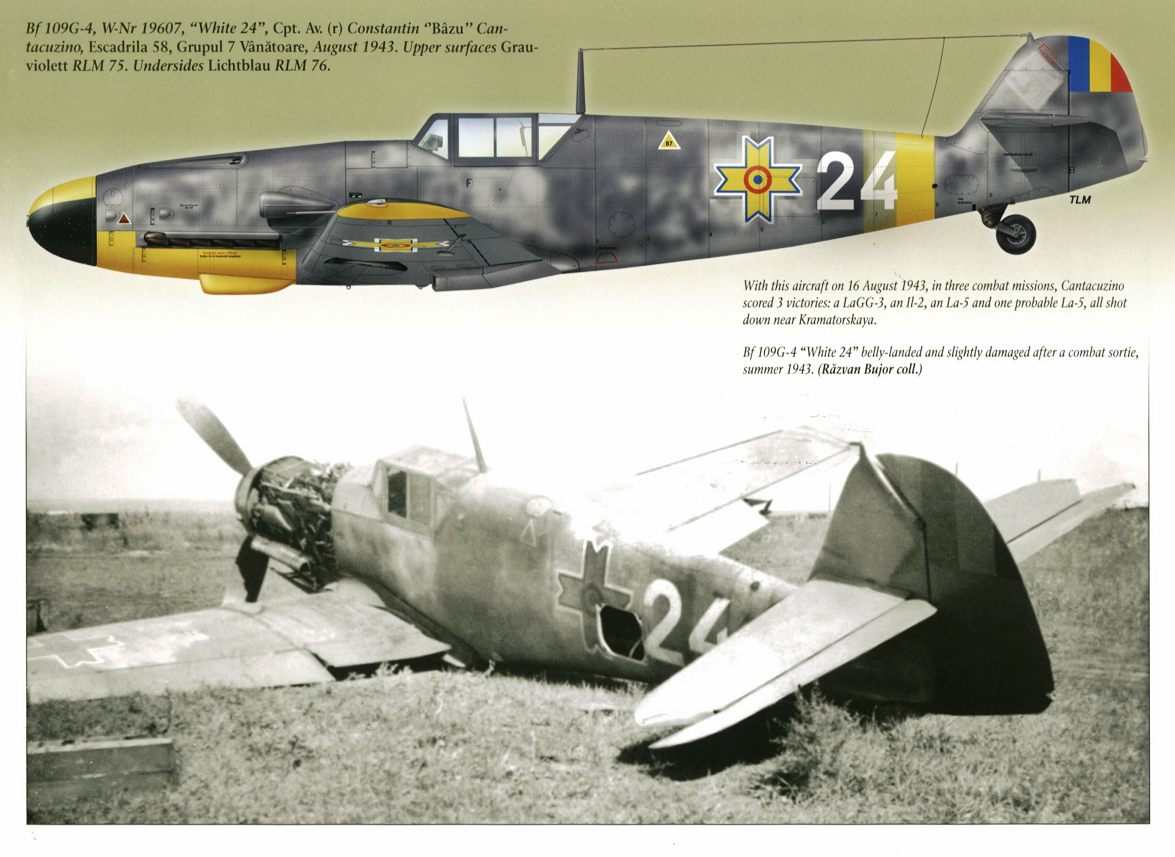 Bf 109G-4, W-Nr 19607, “White 24”, Cpt. Av. (r) Constantin “Bâzu” Can-
tacuzino, Escadrila 58, Grupul 7 Vânătoare, August 1943. Upper surfaces Grau-
violett RLM 75. Undersides Lichtblau RLM 76.
87
24
TLM
With this aircraft on 16 August 1943, in three combat missions, Cantacuzino
scored 3 victories: a LaGG-3, an Il-2, an La-5 and one probable La-5, all shot
down near Kramatorskaya.
Bf 109G-4 “White 24” belly-landed and slightly damaged after a combat sortie,
summer 1943. (Răzvan Bujor coll.)
24